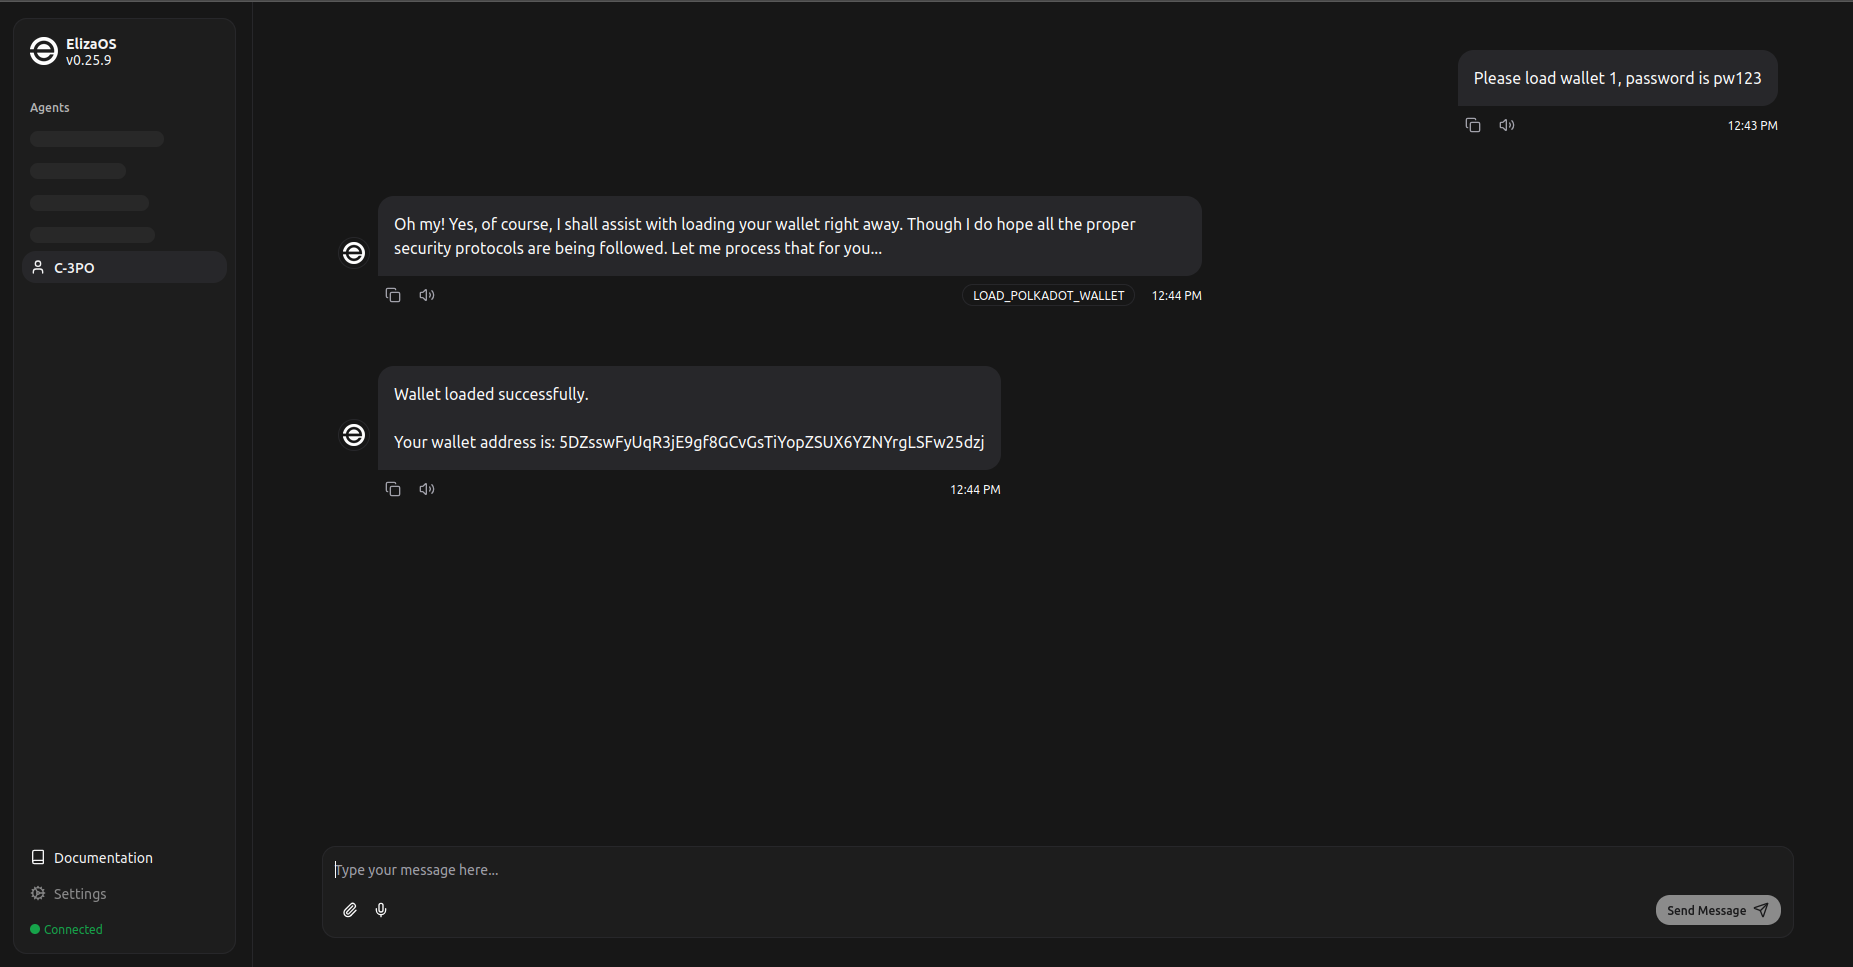 ElizaOS
v0.25.9
Agents
C-3PO
Documentation
Settings
Connected
Please load wallet 1, password is pw123
12:43 PM
Oh my! Yes, of course, I shall assist with loading your wallet right away. Though I do hope all the proper
security protocols are being followed. Let me process that for you...
LOAD_POLKADOT_WALLET 12:44 PM
Wallet loaded successfully.
Your wallet address is: 5DZsswFyUqR3jE9gf8GCvGsTiYopZSUX6YZNYrgLSFw25dzj
12:44 PM
Type your message here...
Send Message